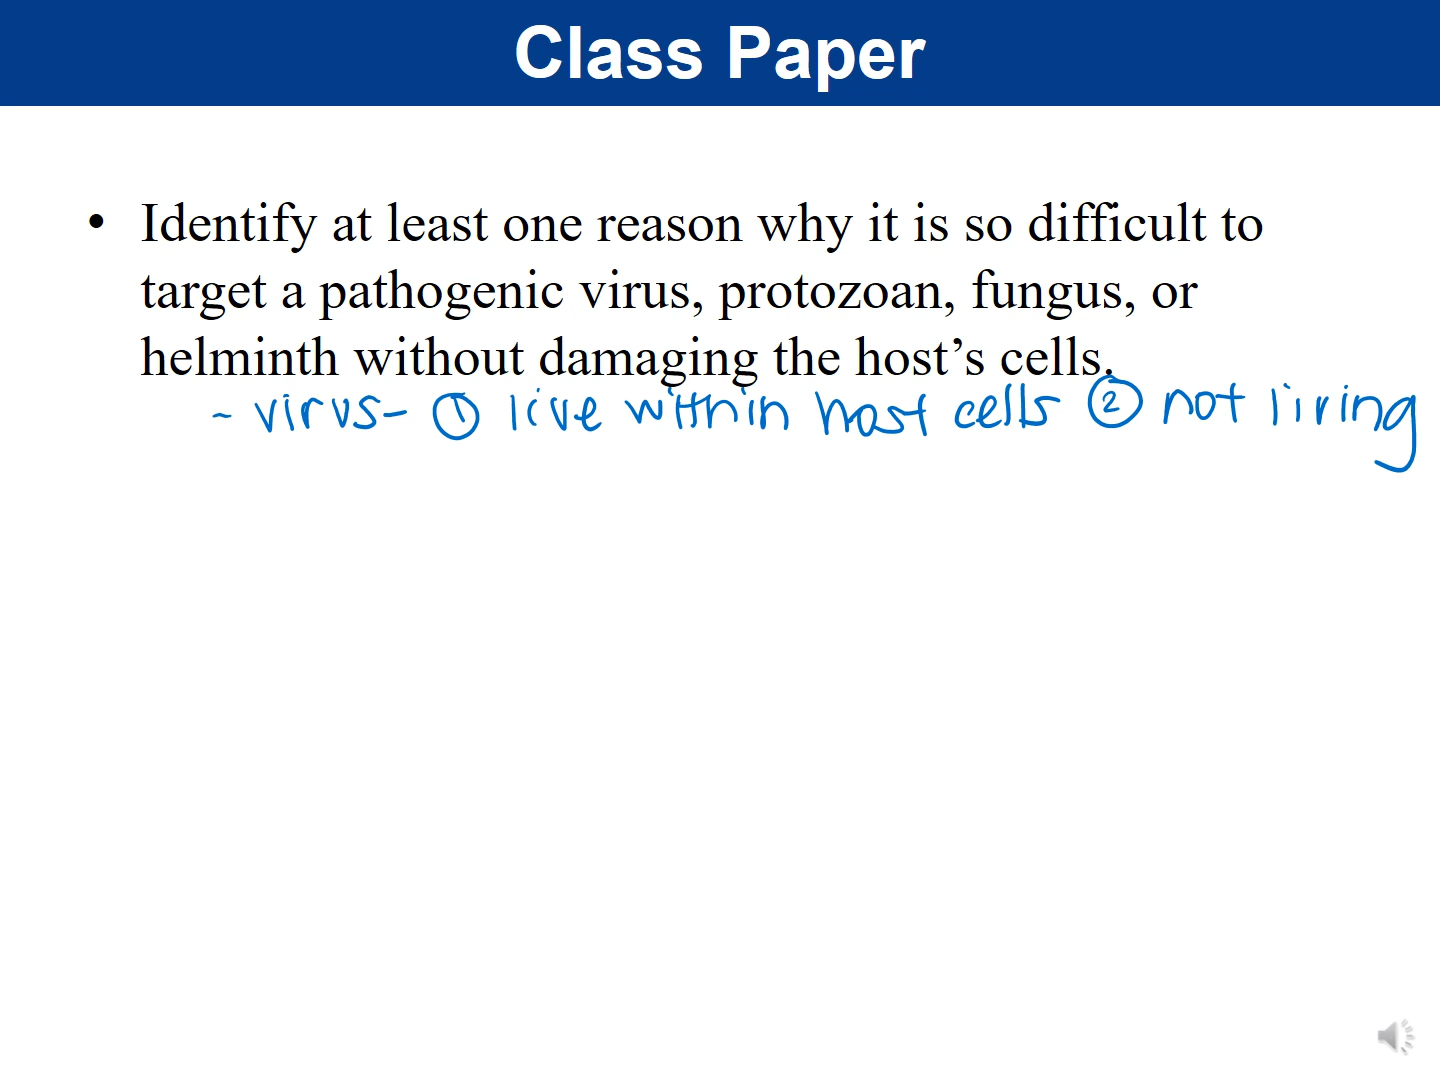 Class Paper
• Identify at least one reason why it is so difficult to
target a pathogenic virus, protozoan, fungus, or
helminth without damaging the host’s cells.
~ virus- ① live within host cells ② not living